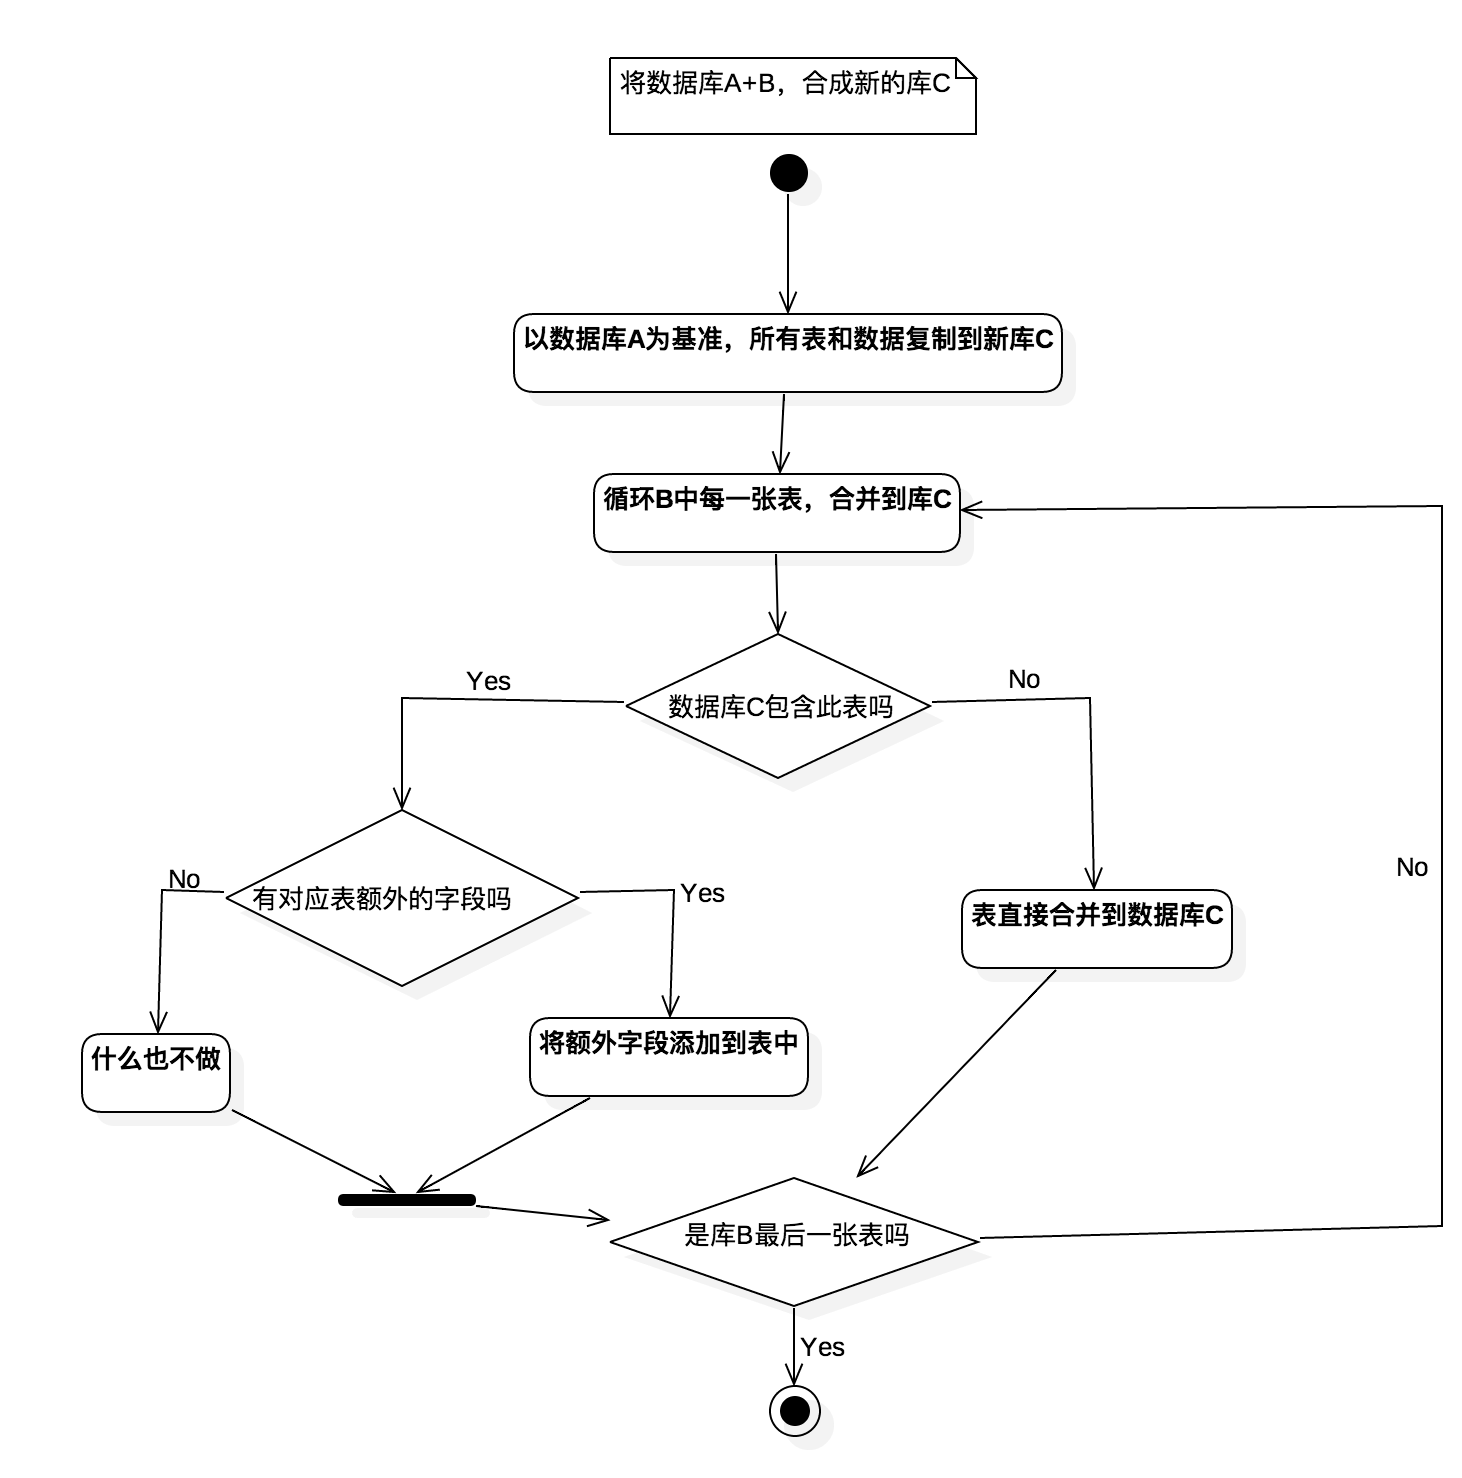 将数据库A+B，合成新的库C
以数据库A为基准，所有表和数据复制到新库C
循环B中每一张表，合并到库C
Yes
No
数据库C包含此表吗
No
No
有对应表额外的字段吗
Yes
表直接合并到数据库C
将额外字段添加到表中
什么也不做
是库B最后一张表吗
Yes